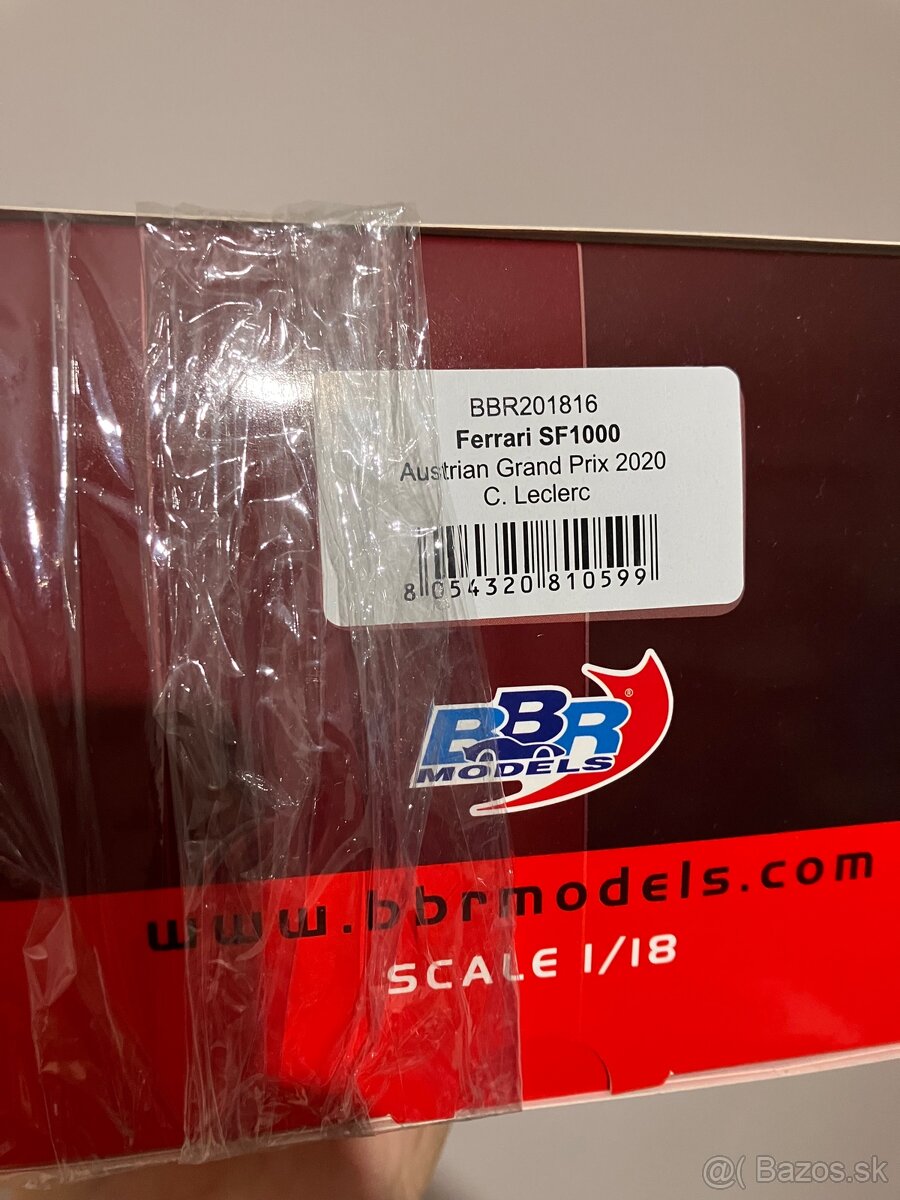 BBR201816
Ferrari SF1000
Austrian Grand Prix 2020
C. Leclerc
8 054320 810599
BBR®
MODELS
www.bbrmodels.com
SCALE 1/18
@( Bazos.sk